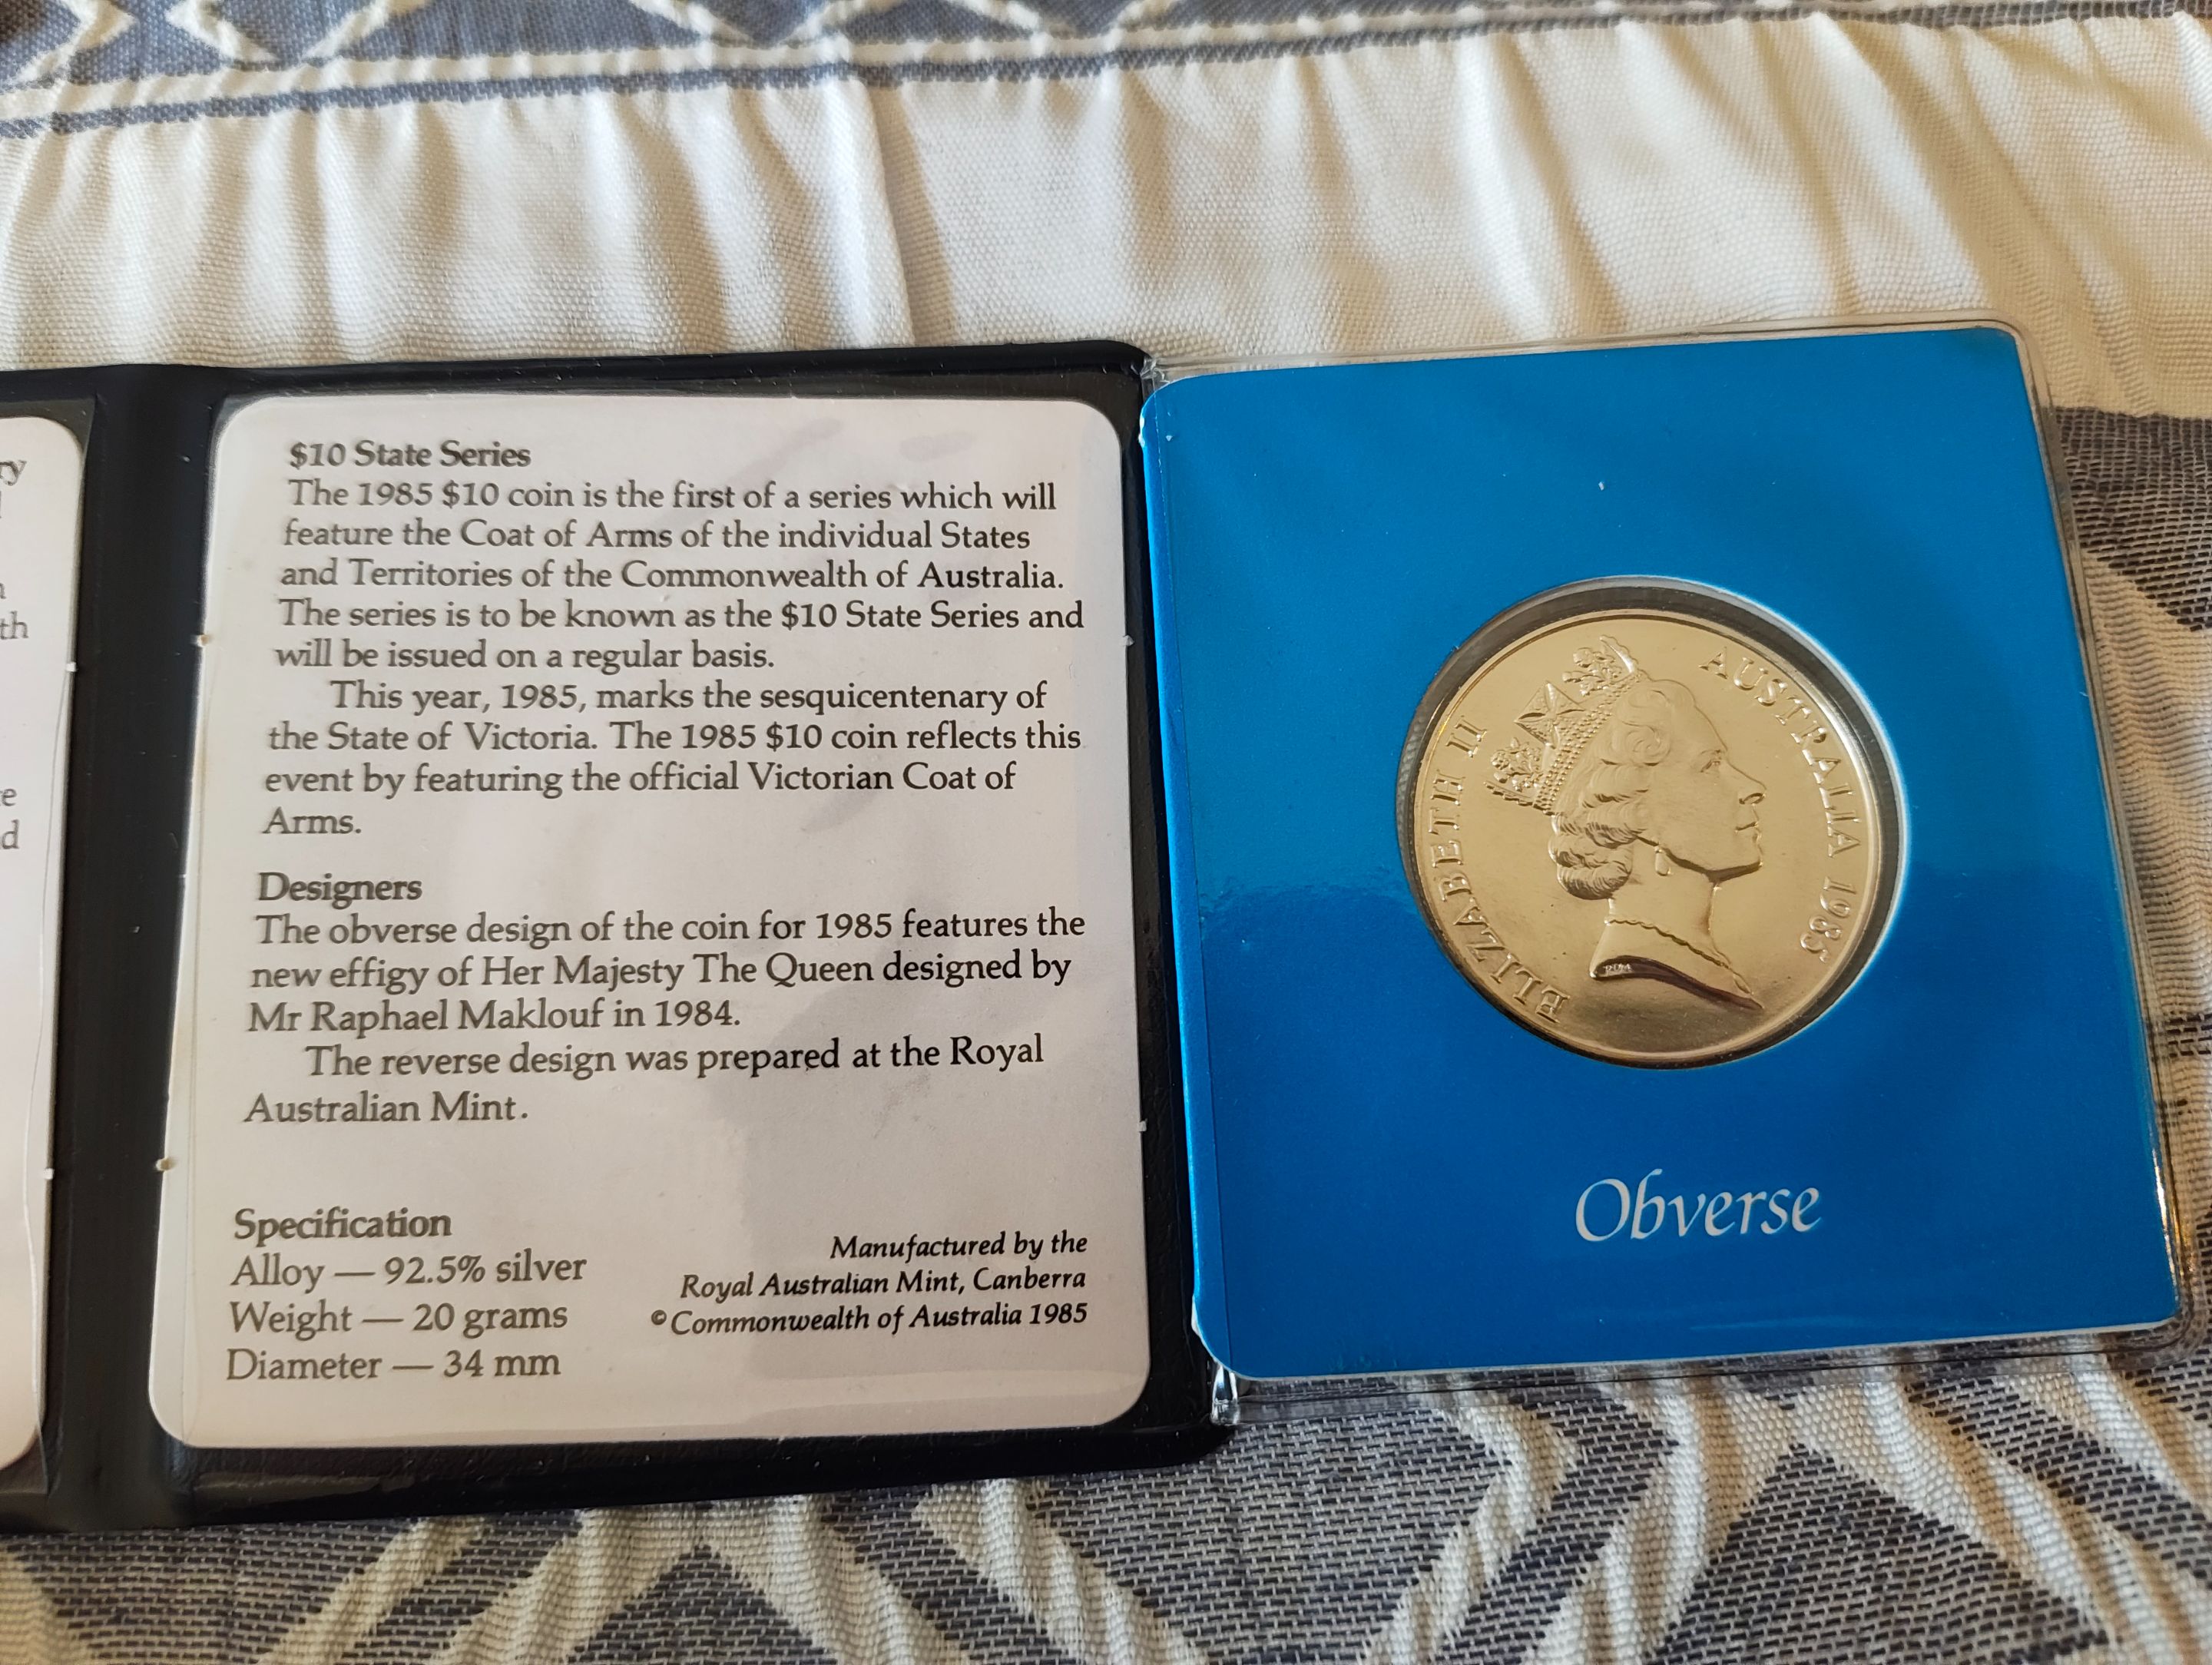 ry
th
e
d
$10 State Series
The 1985 $10 coin is the first of a series which will
feature the Coat of Arms of the individual States
and Territories of the Commonwealth of Australia.
The series is to be known as the $10 State Series and
will be issued on a regular basis.
This year, 1985, marks the sesquicentenary of
the State of Victoria. The 1985 $10 coin reflects this
event by featuring the official Victorian Coat of
Arms.
Designers
The obverse design of the coin for 1985 features the
new effigy of Her Majesty The Queen designed by
Mr Raphael Maklouf in 1984.
The reverse design was prepared at the Royal
Australian Mint.
Specification
Alloy — 92.5% silver
Weight — 20 grams
Diameter — 34 mm
Manufactured by the
Royal Australian Mint, Canberra
© Commonwealth of Australia 1985
ELIZABETH II
AUSTRALIA 1985
RDM
Obverse